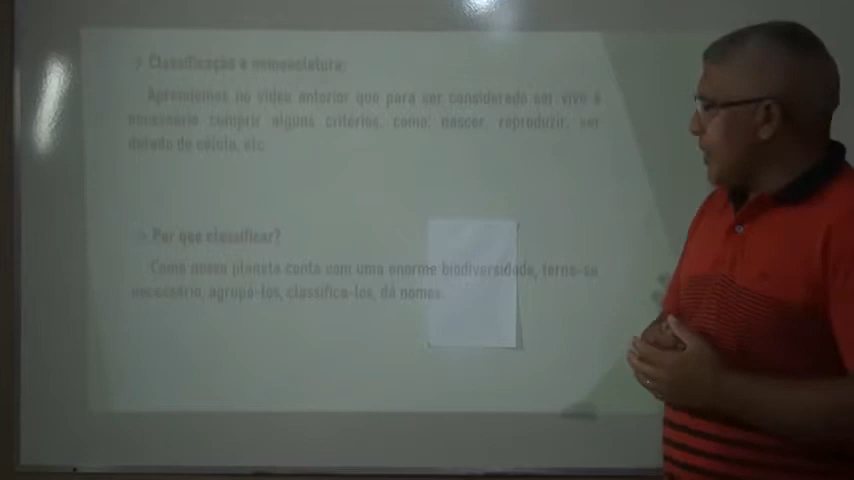 Classificação e nomenclatura:
Aprendemos no vídeo anterior que para ser considerado ser vivo é
necessário cumprir alguns critérios, como: nascer, reproduzir, ser
dotado de célula, etc.
Por que classificar?
Como nosso planeta conta com uma enorme biodiversidade, torna-se
necessário, agrupá-los, classifica-los, dá nomes.